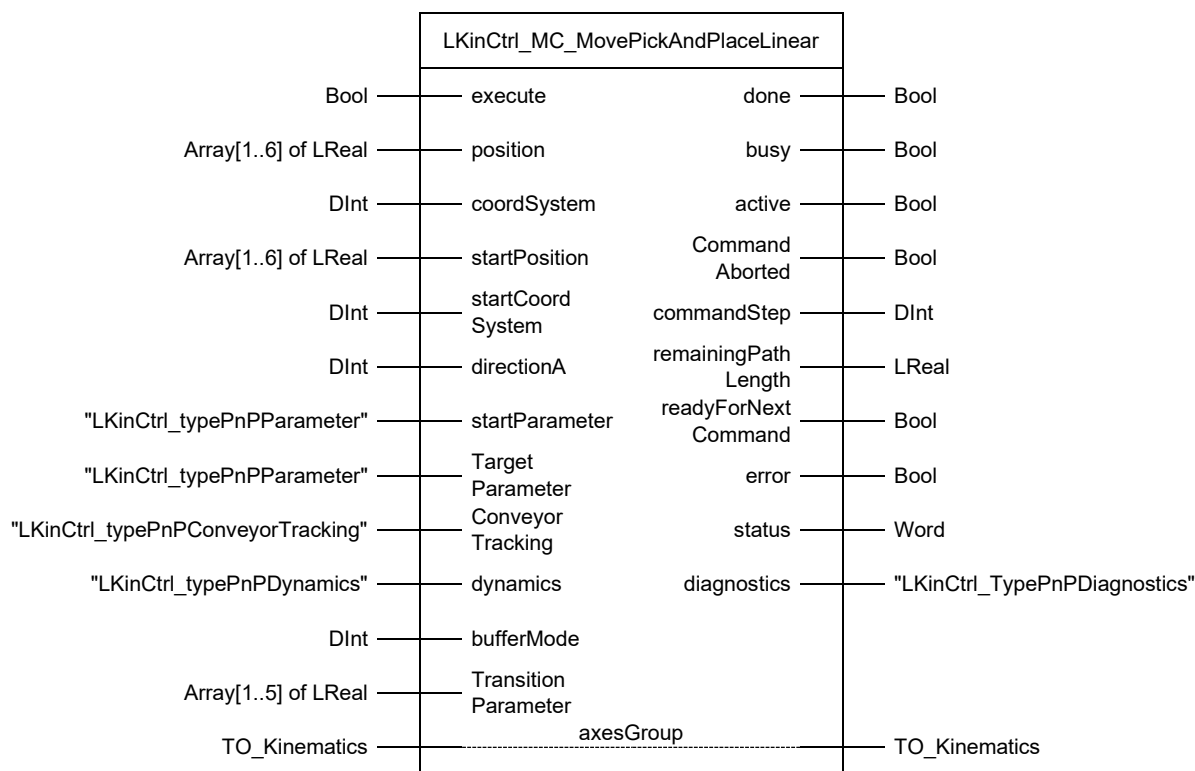 LKinCtrl_MC_MovePickAndPlaceLinear
Bool execute done Bool
Array[1..6] of LReal position busy Bool
DInt coordSystem active Bool
Array[1..6] of LReal startPosition Command
Aborted Bool
DInt startCoord
System commandStep DInt
DInt directionA remainingPath
Length LReal
"LKinCtrl_typePnPParameter" startParameter readyForNext
Command Bool
"LKinCtrl_typePnPParameter" Target
Parameter error Bool
"LKinCtrl_typePnPConveyorTracking" Conveyor
Tracking status Word
"LKinCtrl_typePnPDynamics" dynamics diagnostics "LKinCtrl_TypePnPDiagnostics"
DInt bufferMode
Array[1..5] of LReal Transition
Parameter
TO_Kinematics axesGroup TO_Kinematics